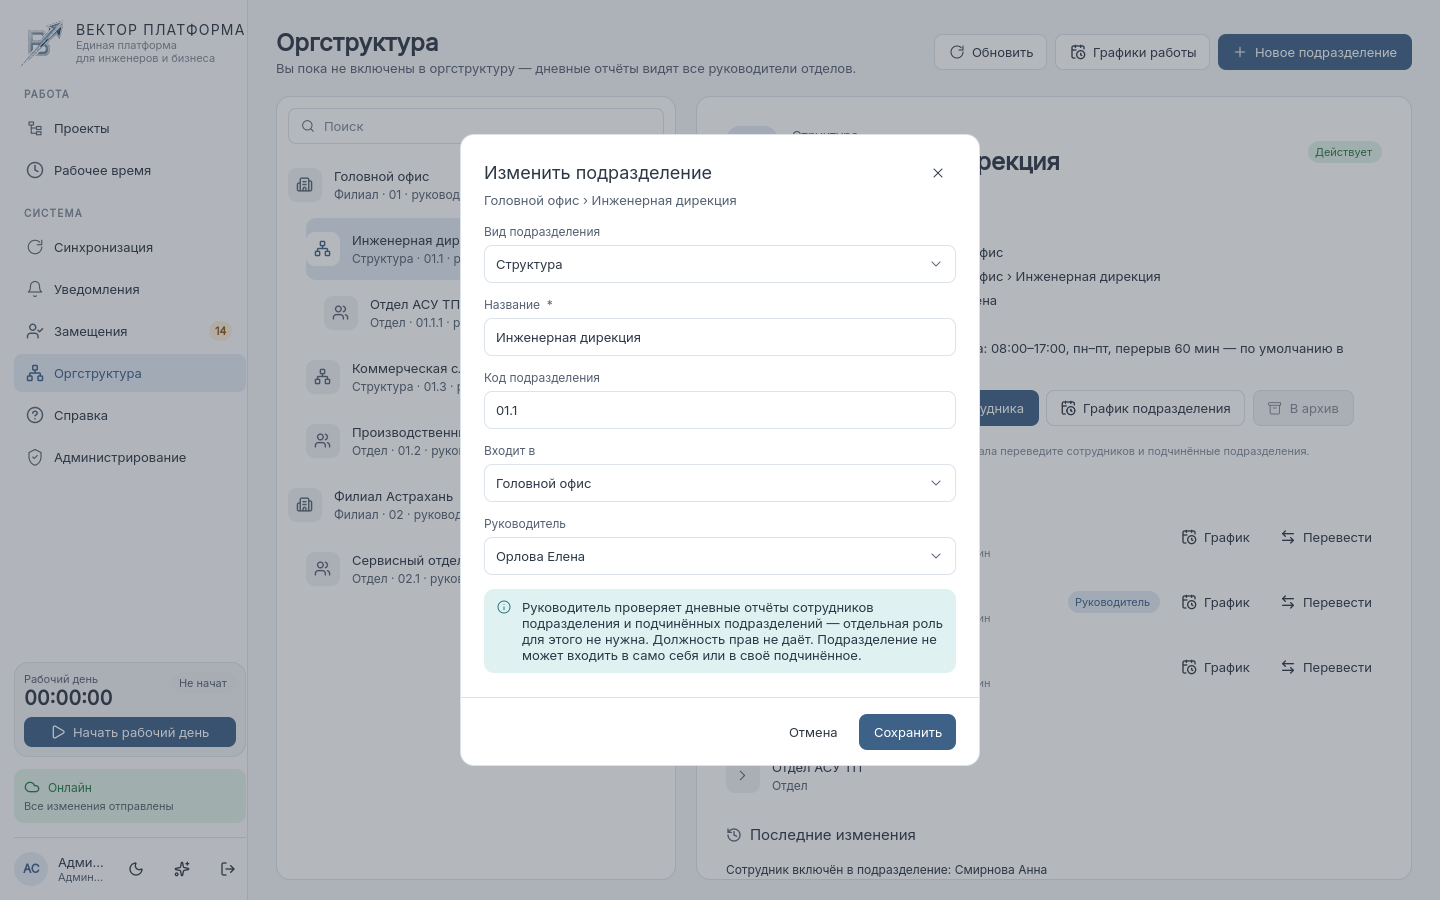 ВЕКТОР ПЛАТФОРМА
Единая платформа
для инженеров и бизнеса
РАБОТА
Проекты
Рабочее время
СИСТЕМА
Синхронизация
Уведомления
Замещения 14
Оргструктура
Справка
Администрирование
Рабочий день
Не начат
00:00:00
Начать рабочий день
Онлайн
Все изменения отправлены
АС
Адми...
Админ...
Оргструктура
Вы пока не включены в оргструктуру — дневные отчёты видят все руководители отделов.
Обновить
Графики работы
Новое подразделение
Поиск
Головной офис
Филиал · 01 · руковод
Инженерная дир
Структура · 01.1 · р
Отдел АСУ ТП
Отдел · 01.1.1 · р
Коммерческая с
Структура · 01.3 · р
Производственн
Отдел · 01.2 · руко
Филиал Астрахань
Филиал · 02 · руковод
Сервисный отдел
Отдел · 02.1 · руко
Изменить подразделение
Головной офис › Инженерная дирекция
Вид подразделения
Структура
Название *
Инженерная дирекция
Код подразделения
01.1
Входит в
Головной офис
Руководитель
Орлова Елена
Руководитель проверяет дневные отчёты сотрудников
подразделения и подчинённых подразделений — отдельная роль
для этого не нужна. Должность прав не даёт. Подразделение не
может входить в само себя или в своё подчинённое.
Отмена
Сохранить
рекция
Действует
фис
фис › Инженерная дирекция
ена
а: 08:00–17:00, пн–пт, перерыв 60 мин — по умолчанию в
удника
График подразделения
В архив
ала переведите сотрудников и подчинённые подразделения.
График
Перевести
ин
Руководитель
График
Перевести
ин
График
Перевести
ин
Отдел АСУ ТП
Отдел
Последние изменения
Сотрудник включён в подразделение: Смирнова Анна